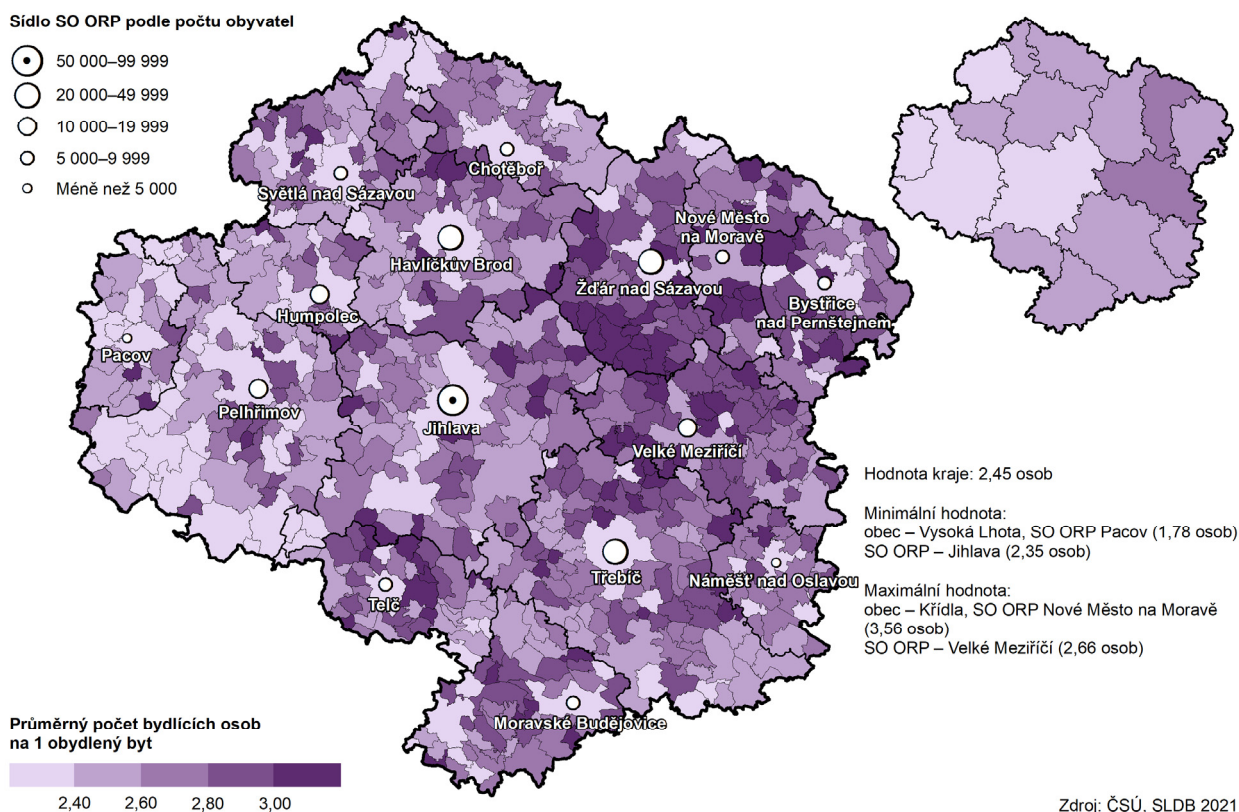 Sídlo SO ORP podle počtu obyvatel
50 000–99 999
20 000–49 999
10 000–19 999
5 000–9 999
Méně než 5 000
Chotěboř
Světlá nad Sázavou
Nové Město
na Moravě
Havlíčkův Brod
Žďár nad Sázavou
Humpolec
Bystřice
nad Pernštejnem
Pacov
Pelhřimov
Jihlava
Velké Meziříčí
Třebíč
Náměšť nad Oslavou
Telč
Moravské Budějovice
Hodnota kraje: 2,45 osob
Minimální hodnota:
obec – Vysoká Lhota, SO ORP Pacov (1,78 osob)
SO ORP – Jihlava (2,35 osob)
Maximální hodnota:
obec – Křídla, SO ORP Nové Město na Moravě
(3,56 osob)
SO ORP – Velké Meziříčí (2,66 osob)
Průměrný počet bydlících osob
na 1 obydlený byt
2,40 2,60 2,80 3,00
Zdroj: ČSÚ, SLDB 2021